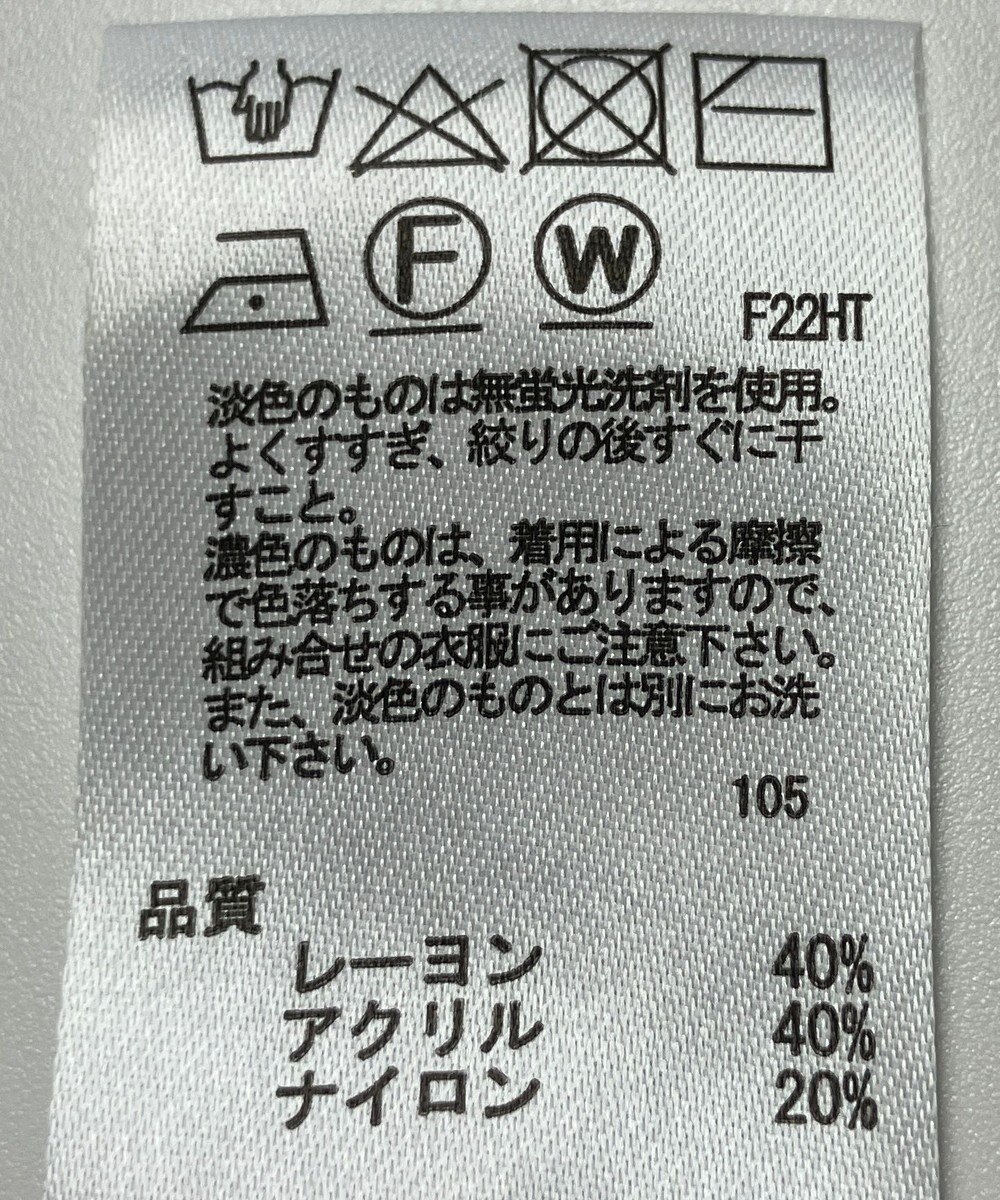 F W
F22HT
淡色のものは無蛍光洗剤を使用。
よくすすぎ、絞りの後すぐに干
すこと。
濃色のものは、着用による摩擦
で色落ちする事がありますので、
組み合せの衣服にご注意下さい。
また、淡色のものとは別にお洗
い下さい。
105
品質
レーヨン 40%
アクリル 40%
ナイロン 20%